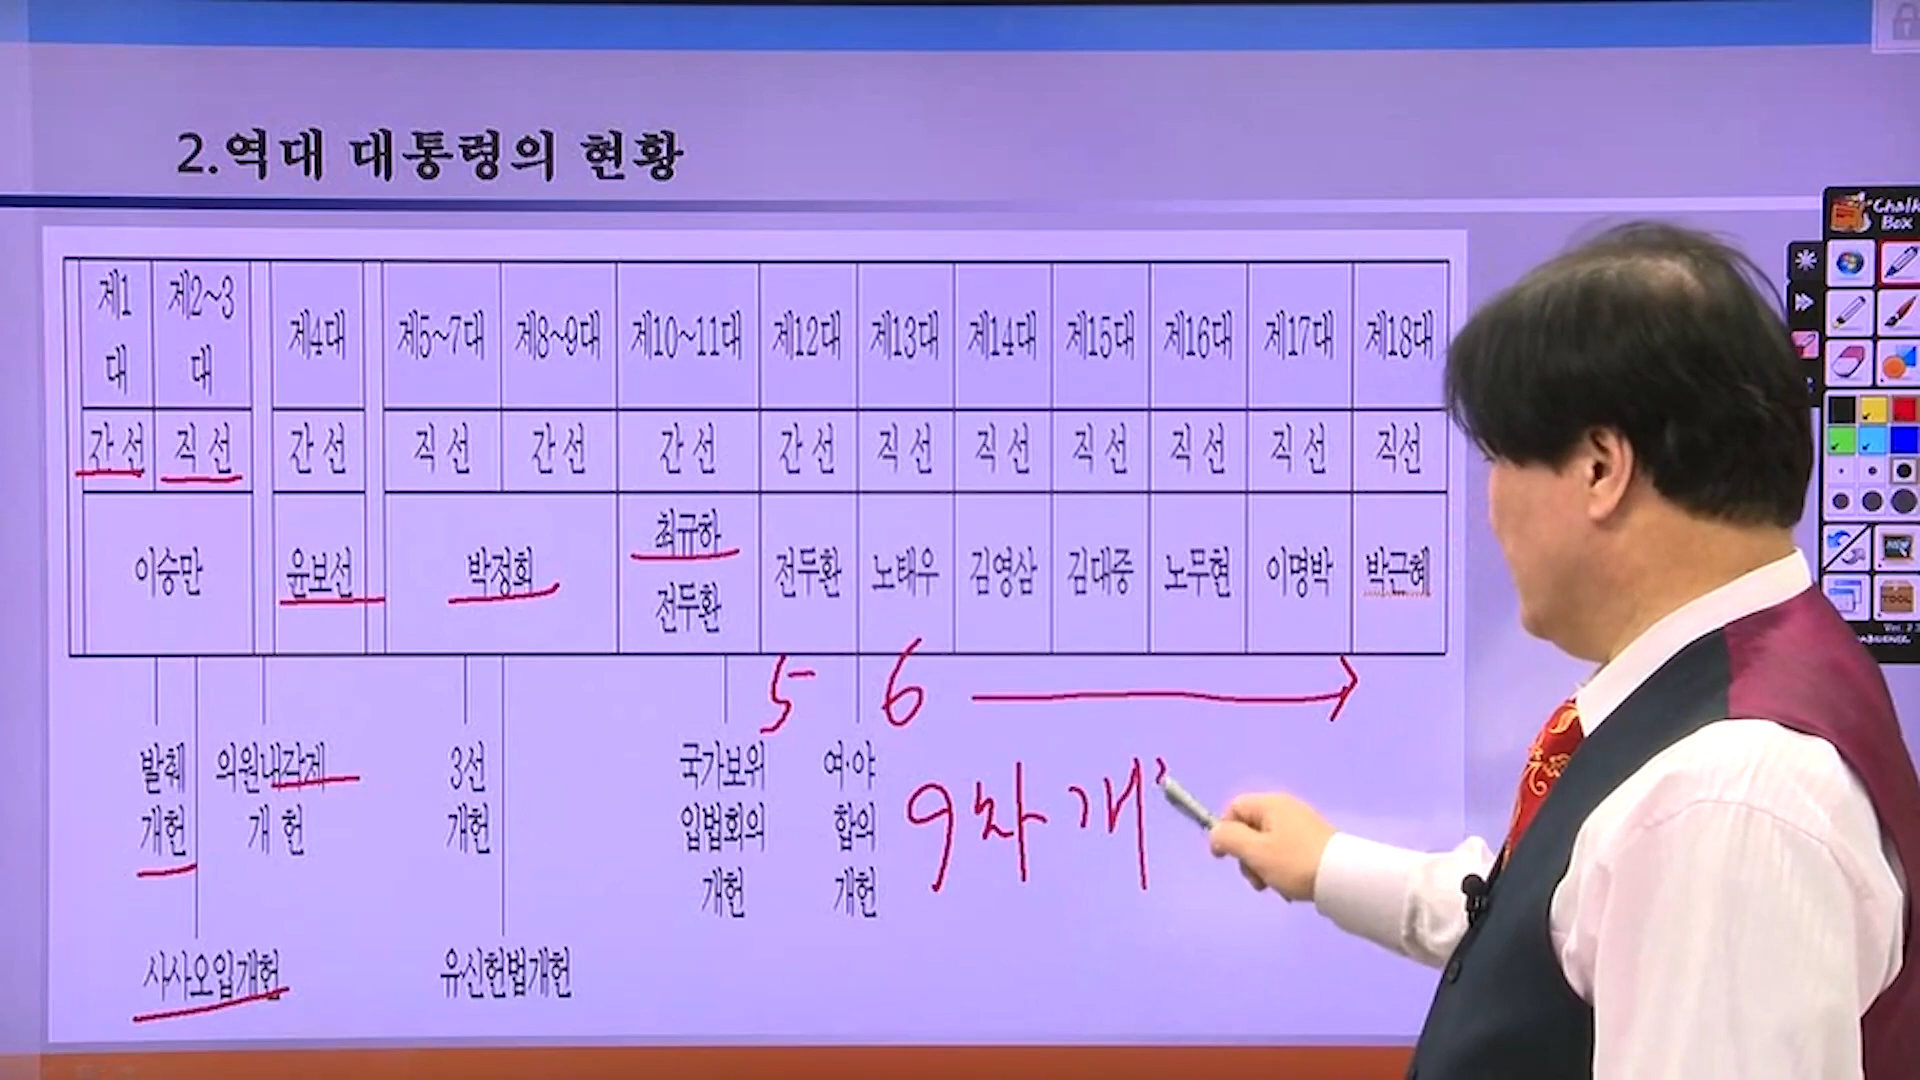 2.역대 대통령의 현황
제1대 제2~3대 제4대 제5~7대 제8~9대 제10~11대 제12대 제13대 제14대 제15대 제16대 제17대 제18대
간선 직선 간선 직선 간선 간선 간선 직선 직선 직선 직선 직선 직선
이승만 윤보선 박정희 최규하 전두환 전두환 노태우 김영삼 김대중 노무현 이명박 박근혜
5 6
발췌 개헌
의원내각제 개헌
3선 개헌
국가보위 입법회의 개헌
여·야 합의 개헌
9차 개
사사오입개헌
유신헌법개헌
Chalk Box
TOOL